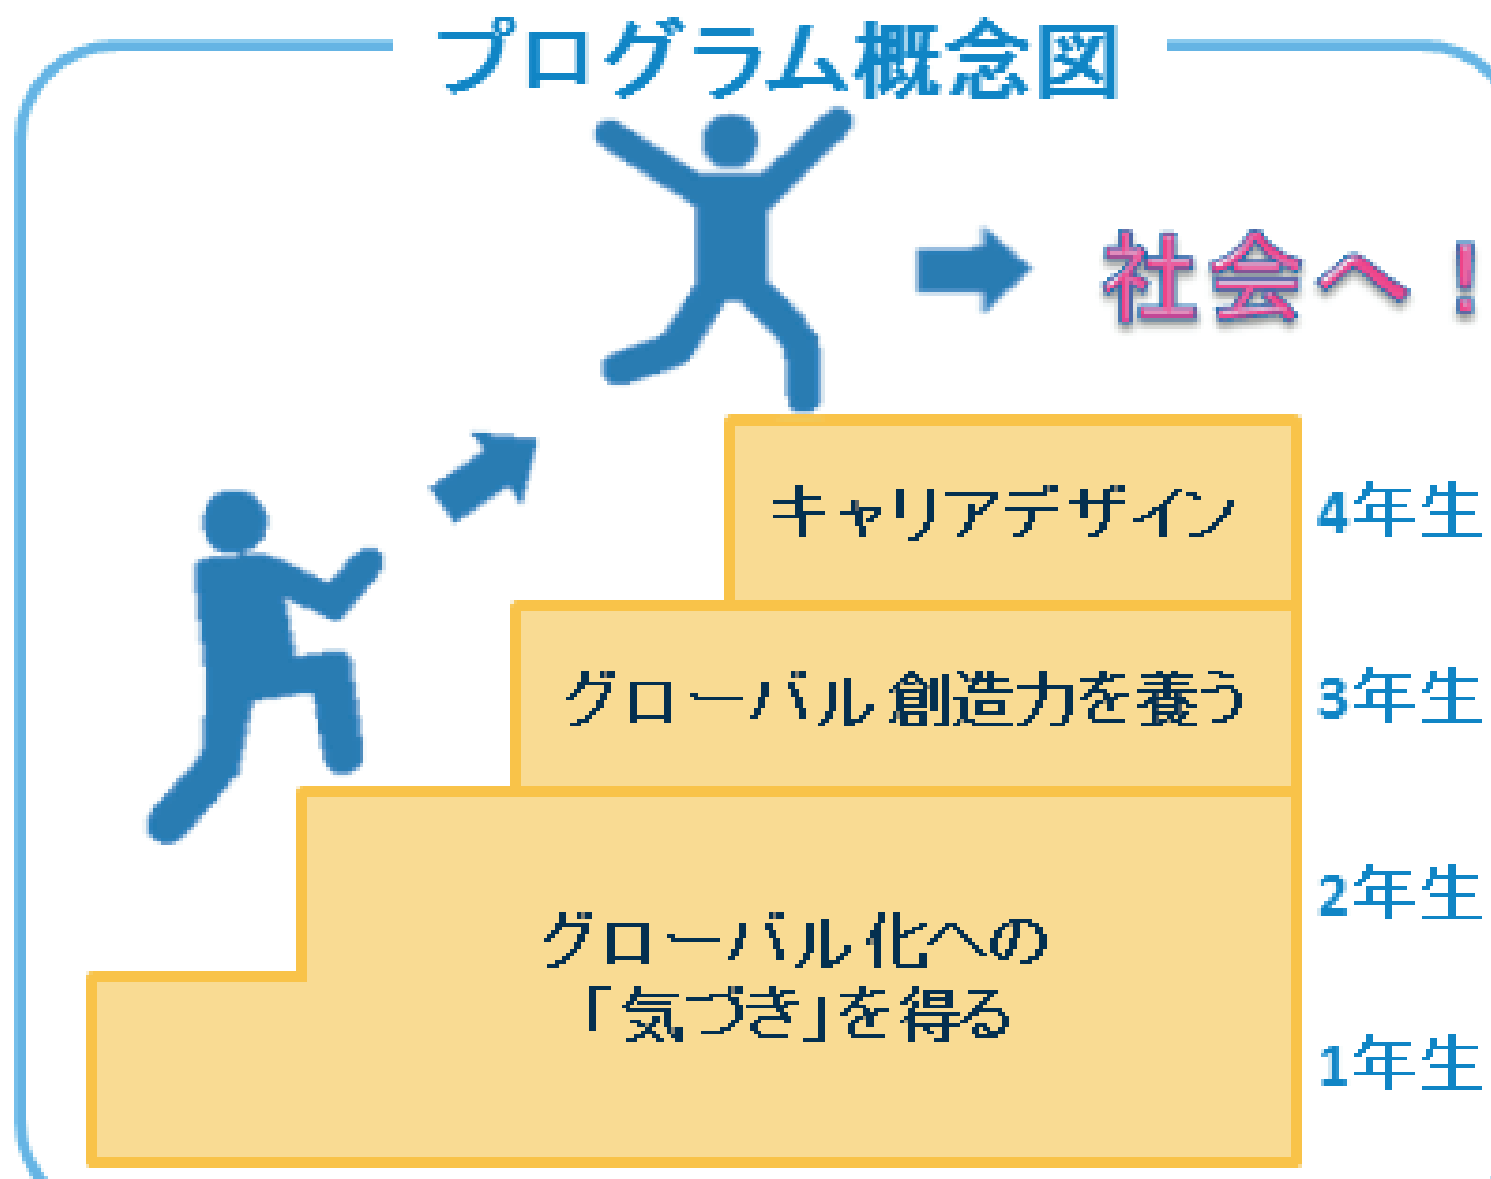 プログラム概念図
社会へ！
キャリアデザイン
4年生
グローバル創造力を養う
3年生
2年生
グローバル化への
「気づき」を得る
1年生